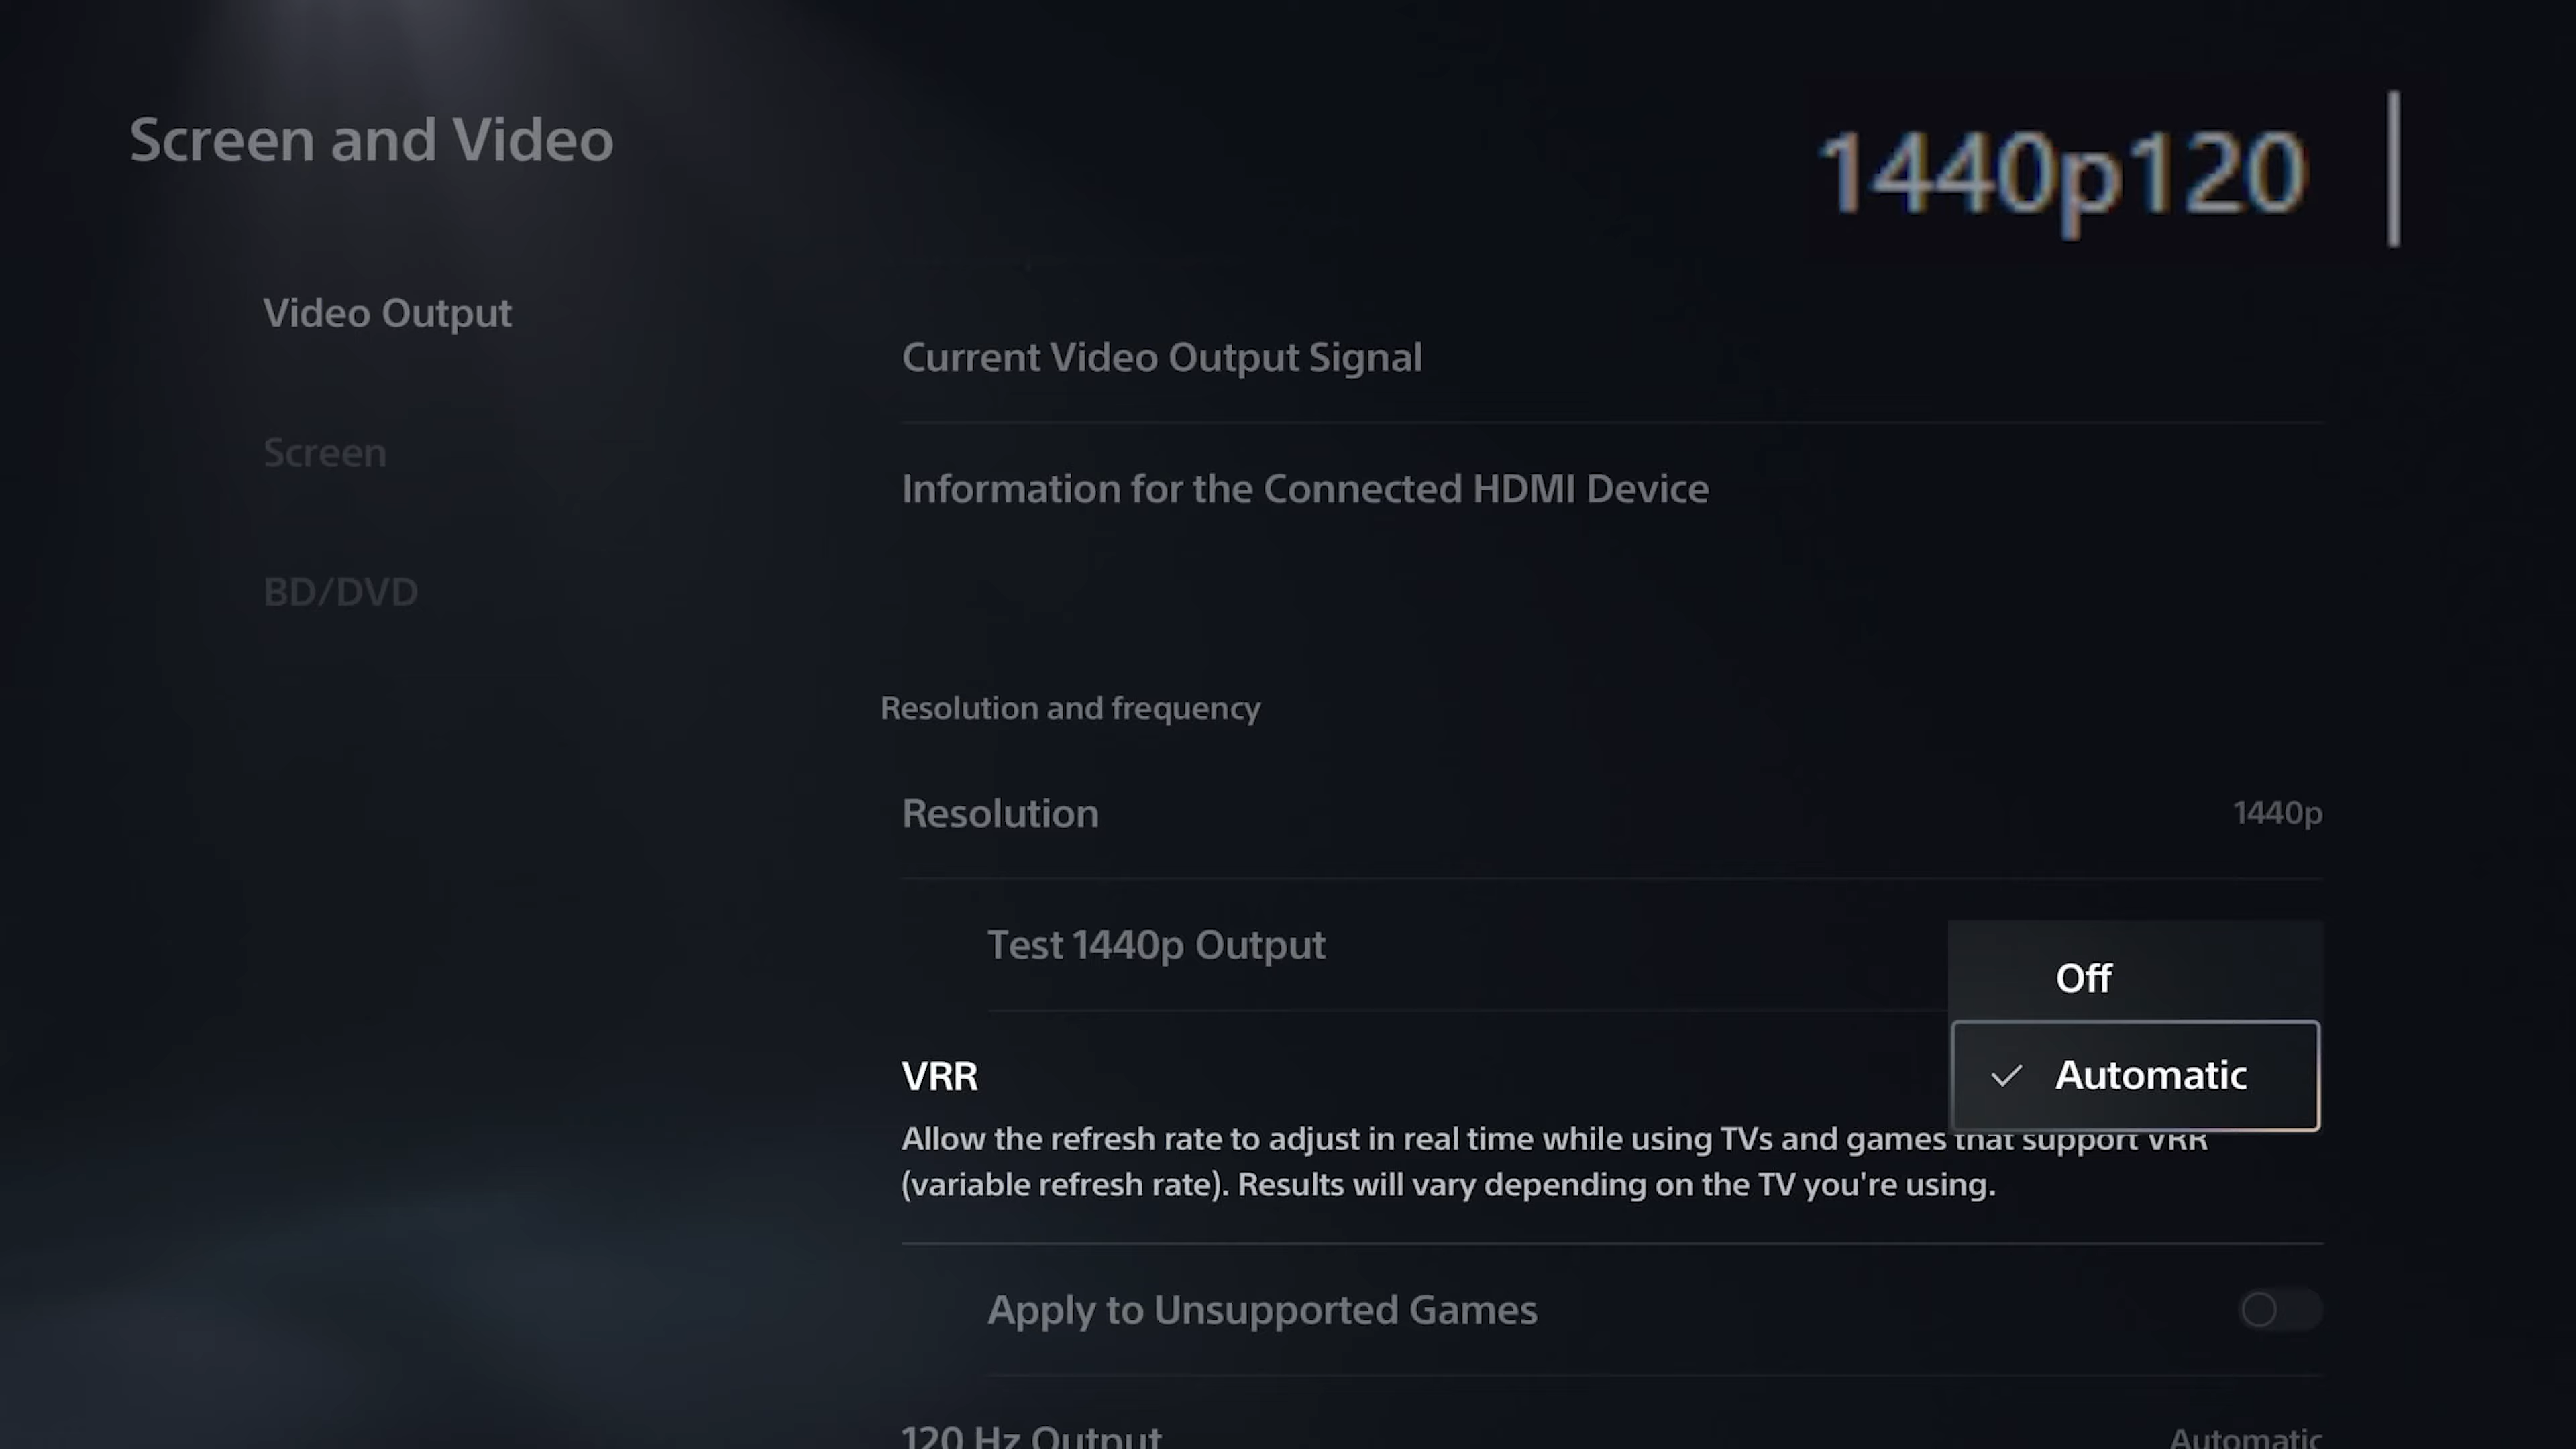 Screen and Video
1440p120
Video Output
Screen
BD/DVD
Current Video Output Signal
Information for the Connected HDMI Device
Resolution and frequency
Resolution
1440p
Test 1440p Output
Off
VRR
Automatic
Allow the refresh rate to adjust in real time while using TVs and games that support VRR
(variable refresh rate). Results will vary depending on the TV you're using.
Apply to Unsupported Games
120 Hz Output
Automatic